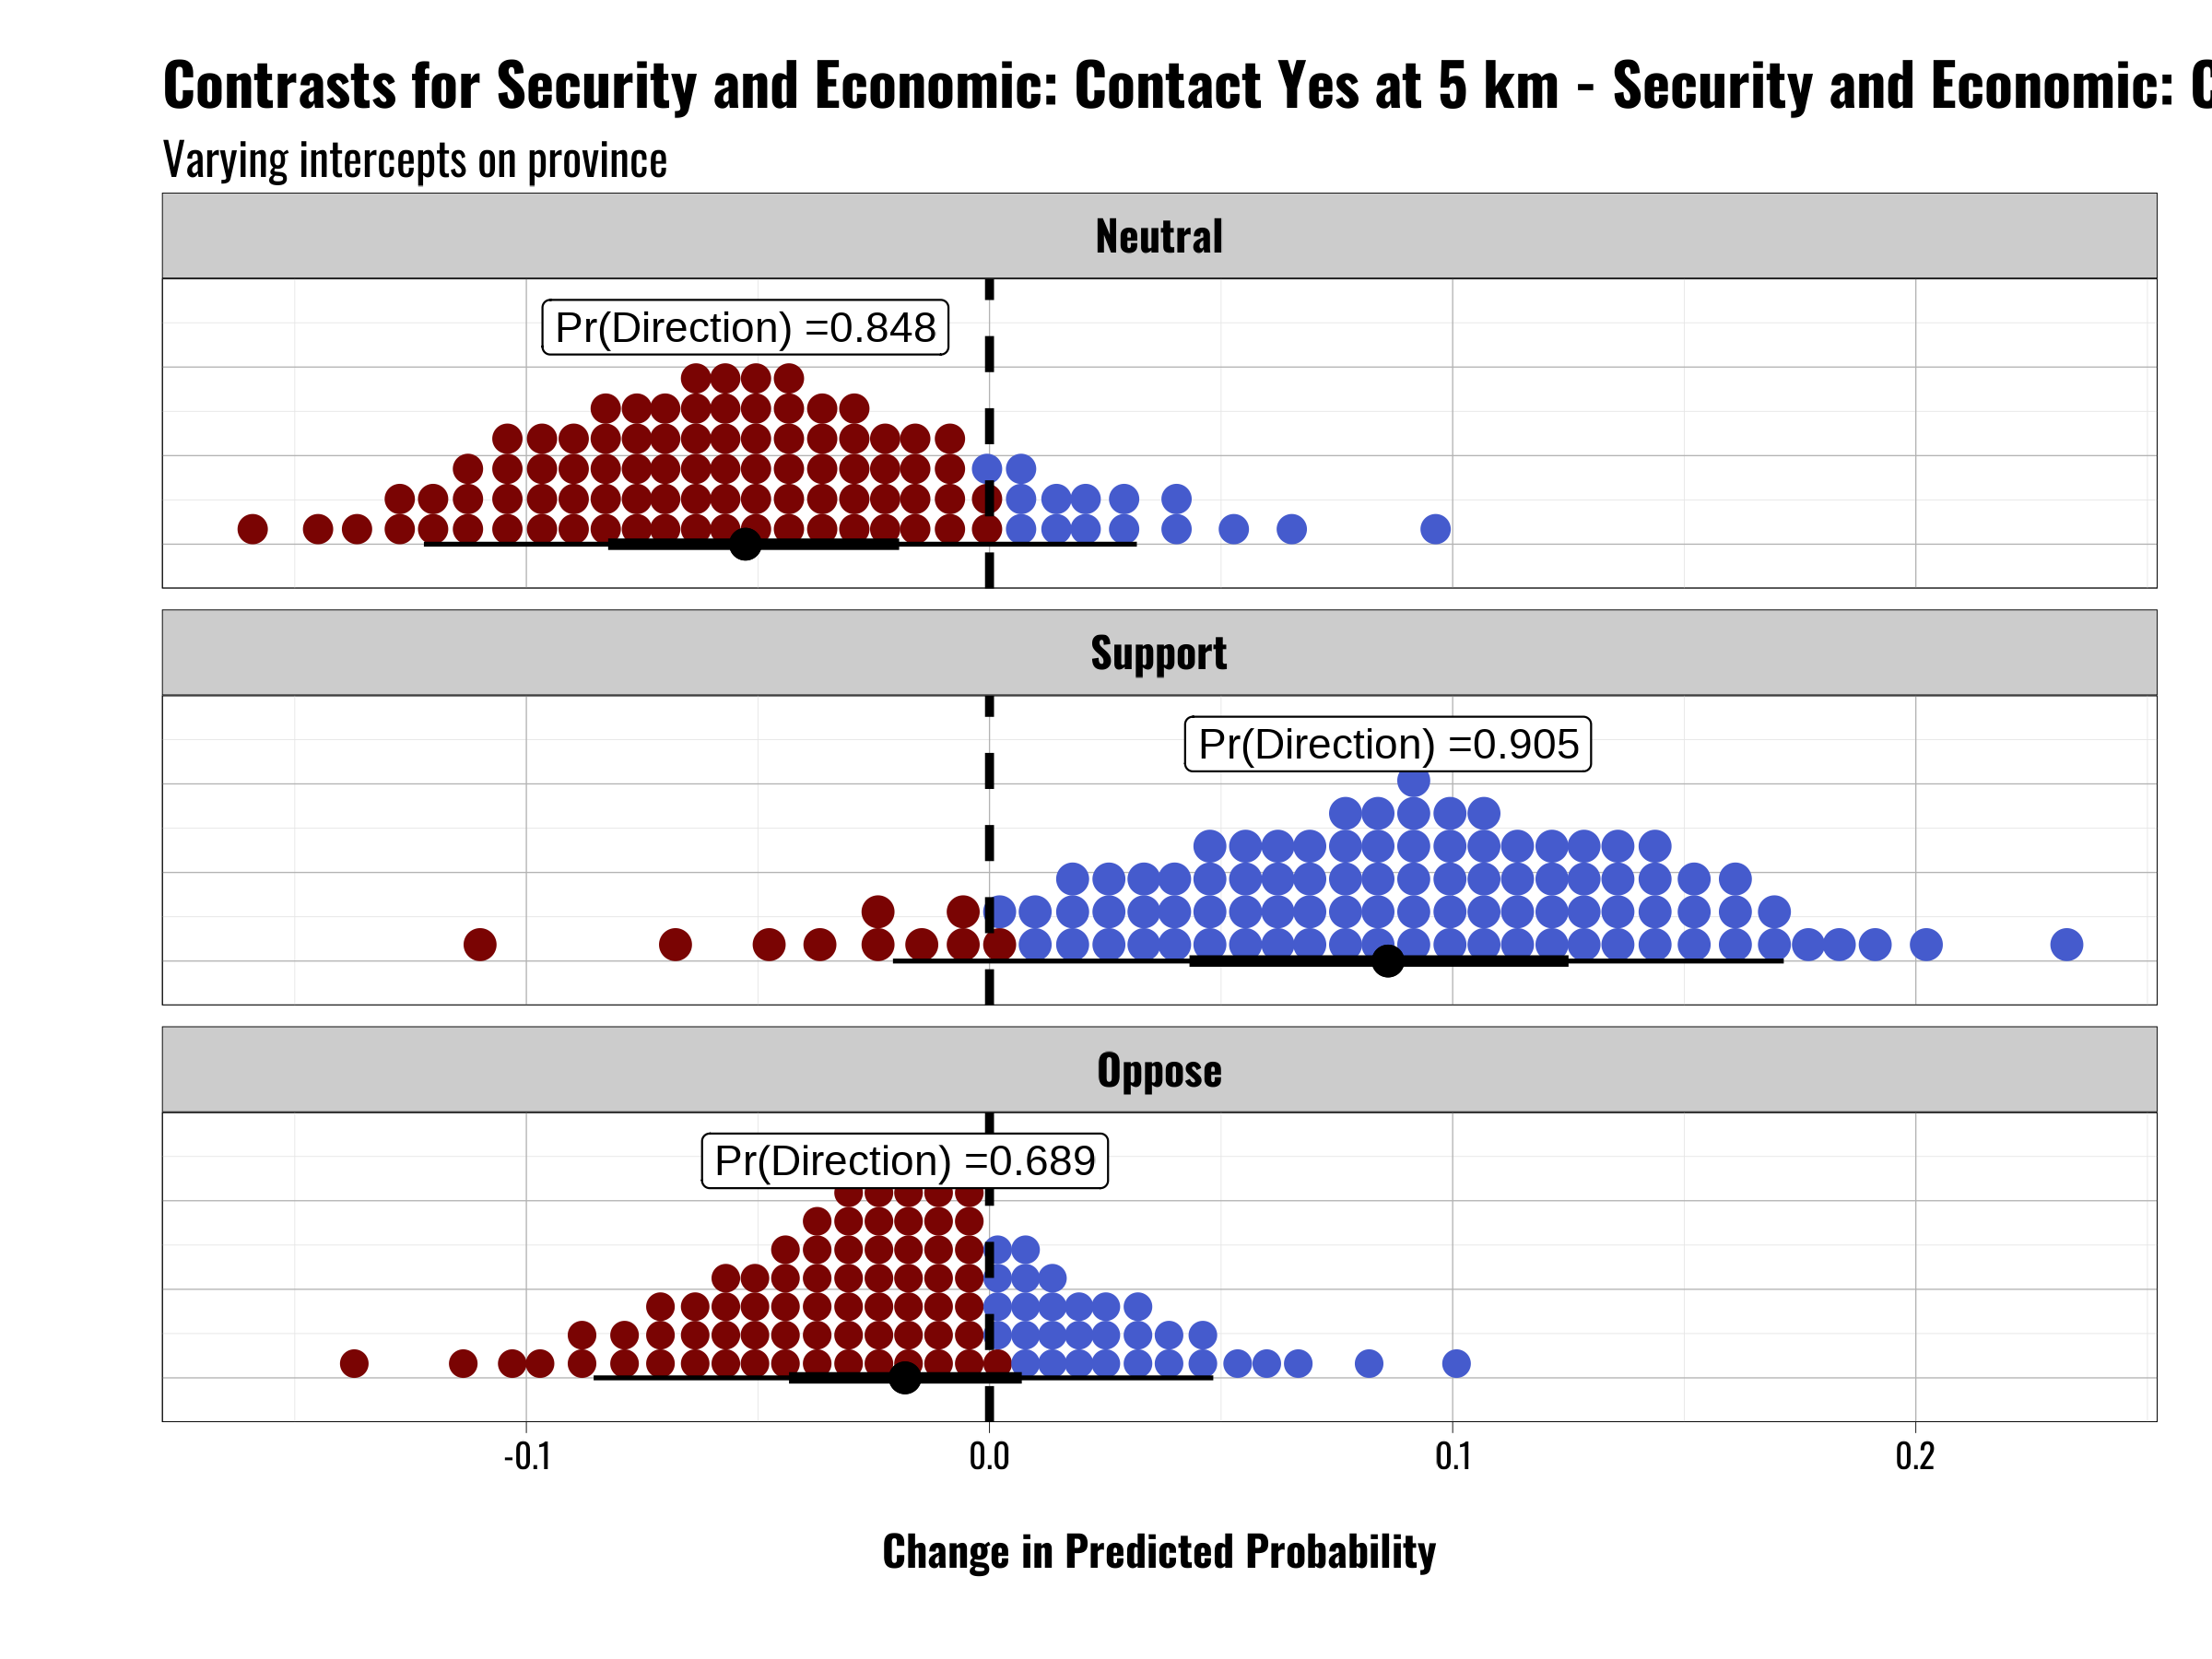 Contrasts for Security and Economic: Contact Yes at 5 km - Security and Economic:
Varying intercepts on province
Neutral
Pr(Direction) =0.848
Support
Pr(Direction) =0.905
Oppose
Pr(Direction) =0.689
-0.1 0.0 0.1 0.2
Change in Predicted Probability